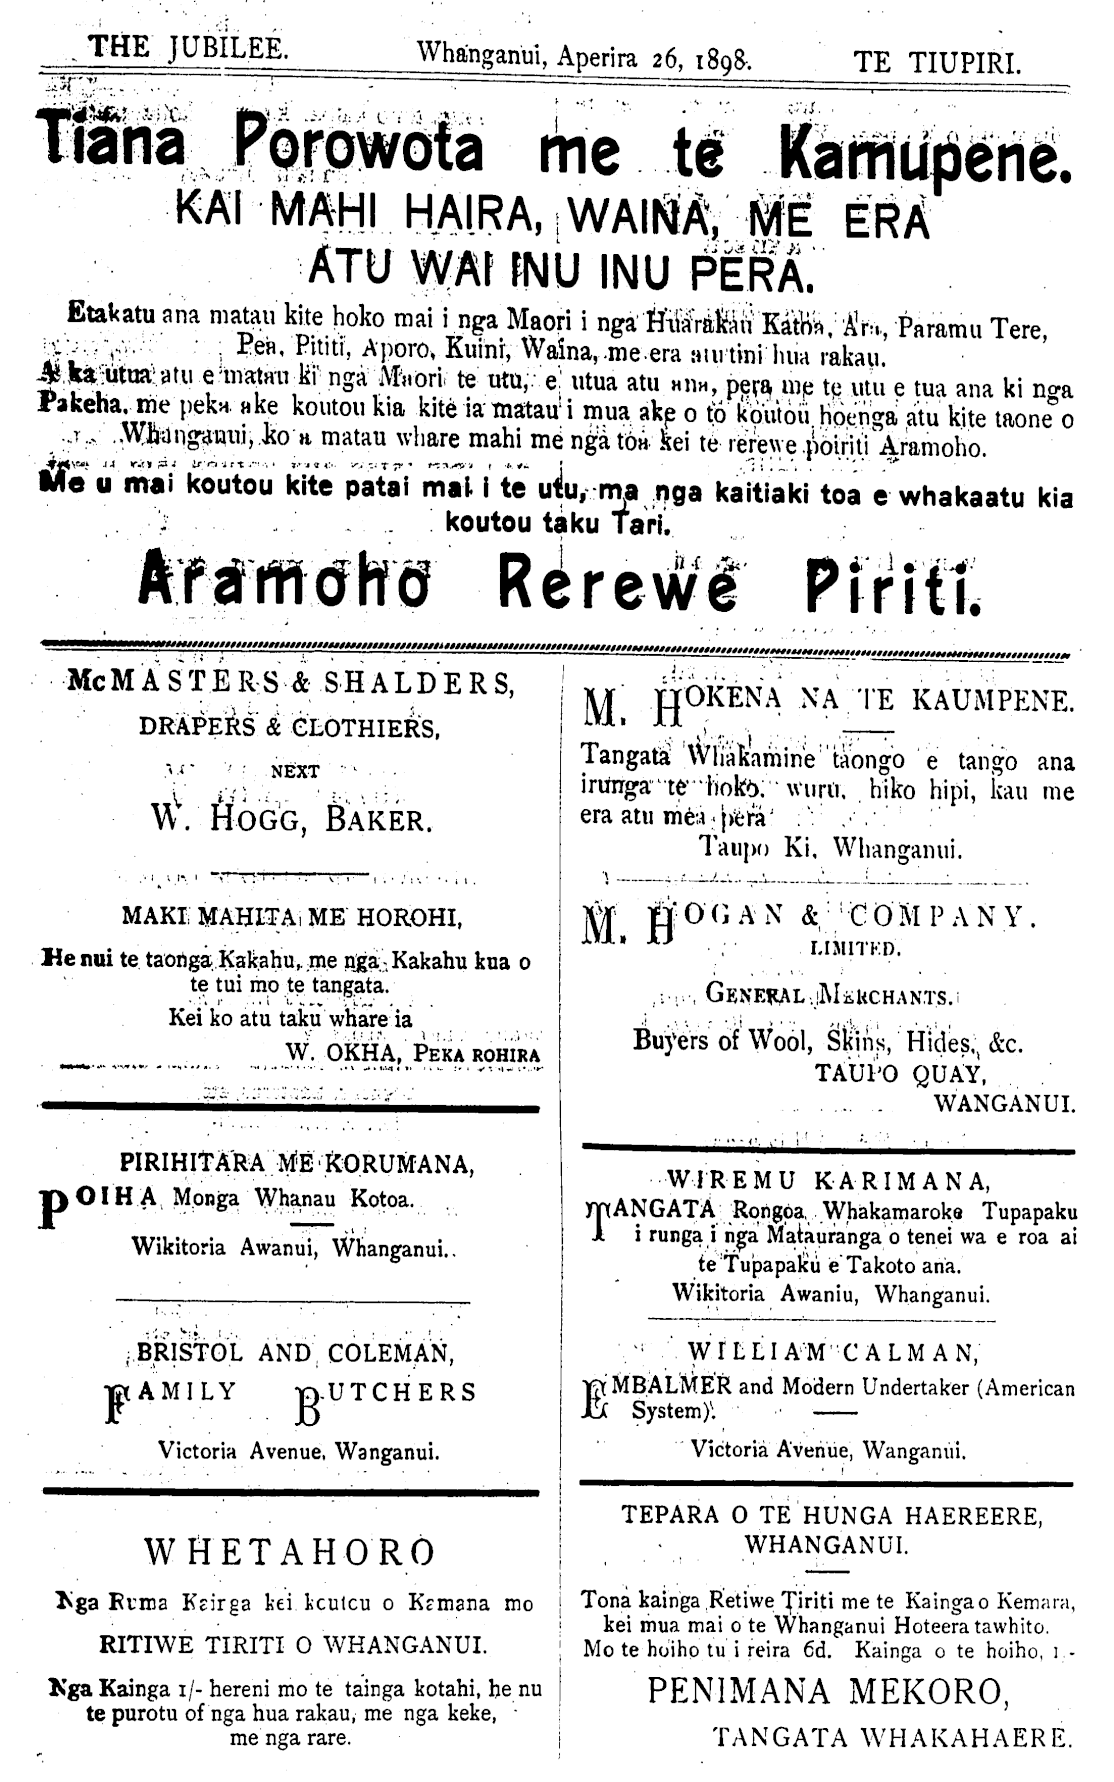 THE JUBILEE. Whanganui, Aperira 26, 1898. TE TIUPIRI.
Tiana Porowota me te Kamupene.
KAI MAHI HAIRA, WAINA, ME ERA
ATU WAI INU INU PERA.
Etakatu ana matau kite hoko mai i nga Maori i nga Huarakau Katoa, Ara, Paramu Tere,
Pea, Pititi, Aporo, Kuini, Waina, me era atu tini hua rakau.
A ka utua atu e matau ki nga Maori te utu, e utua atu ana, pera me te utu e tua ana ki nga
Pakeha, me peka ake koutou kia kite ia matau i mua ake o to koutou hoenga atu kite taone o
Whanganui, ko a matau whare mahi me nga toa kei te rerewe poiriti Aramoho.
Me u mai koutou kite patai mai i te utu, ma nga kaitiaki toa e whakaatu kia
koutou taku Tari.
Aramoho Rerewe Piriti.
McMASTERS & SHALDERS,
DRAPERS & CLOTHIERS,
NEXT
W. HOGG, BAKER.
MAKI MAHITA ME HOROHI,
He nui te taonga Kakahu, me nga Kakahu kua o
te tui mo te tangata.
Kei ko atu taku whare ia
W. OKHA, PEKA ROHIRA
PIRIHITARA ME KORUMANA,
POIHA Monga Whanau Kotoa.
Wikitoria Awanui, Whanganui.
BRISTOL AND COLEMAN,
FAMILY BUTCHERS
Victoria Avenue, Wanganui.
WHETAHORO
Nga Ruma Kairga kei koutou o Kemana mo
RITIWE TIRITI O WHANGANUI.
Nga Kainga 1/- hereni mo te tainga kotahi, he nu
te purotu of nga hua rakau, me nga keke,
me nga rare.
M. HOKENA NA TE KAUMPENE.
Tangata Whakamine taongo e tango ana
irunga te hoko, wuru, hiko hipi, kau me
era atu mea pera
Taupo Ki, Whanganui.
M. HOGAN & COMPANY.
LIMITED.
GENERAL MERCHANTS.
Buyers of Wool, Skins, Hides, &c.
TAUPO QUAY,
WANGANUI.
WIREMU KARIMANA,
TANGATA Rongoa Whakamaroke Tupapaku
i runga i nga Matauranga o tenei wa e roa ai
te Tupapaku e Takoto ana.
Wikitoria Awaniu, Whanganui.
WILLIAM CALMAN,
EMBALMER and Modern Undertaker (American
System).
Victoria Avenue, Wanganui.
TEPARA O TE HUNGA HAEREERE,
WHANGANUI.
Tona kainga Retiwe Tiriti me te Kainga o Kemara,
kei mua mai o te Whanganui Hoteera tawhito.
Mo te hoiho tu i reira 6d. Kainga o te hoiho, 1 -
PENIMANA MEKORO,
TANGATA WHAKAHAERE.